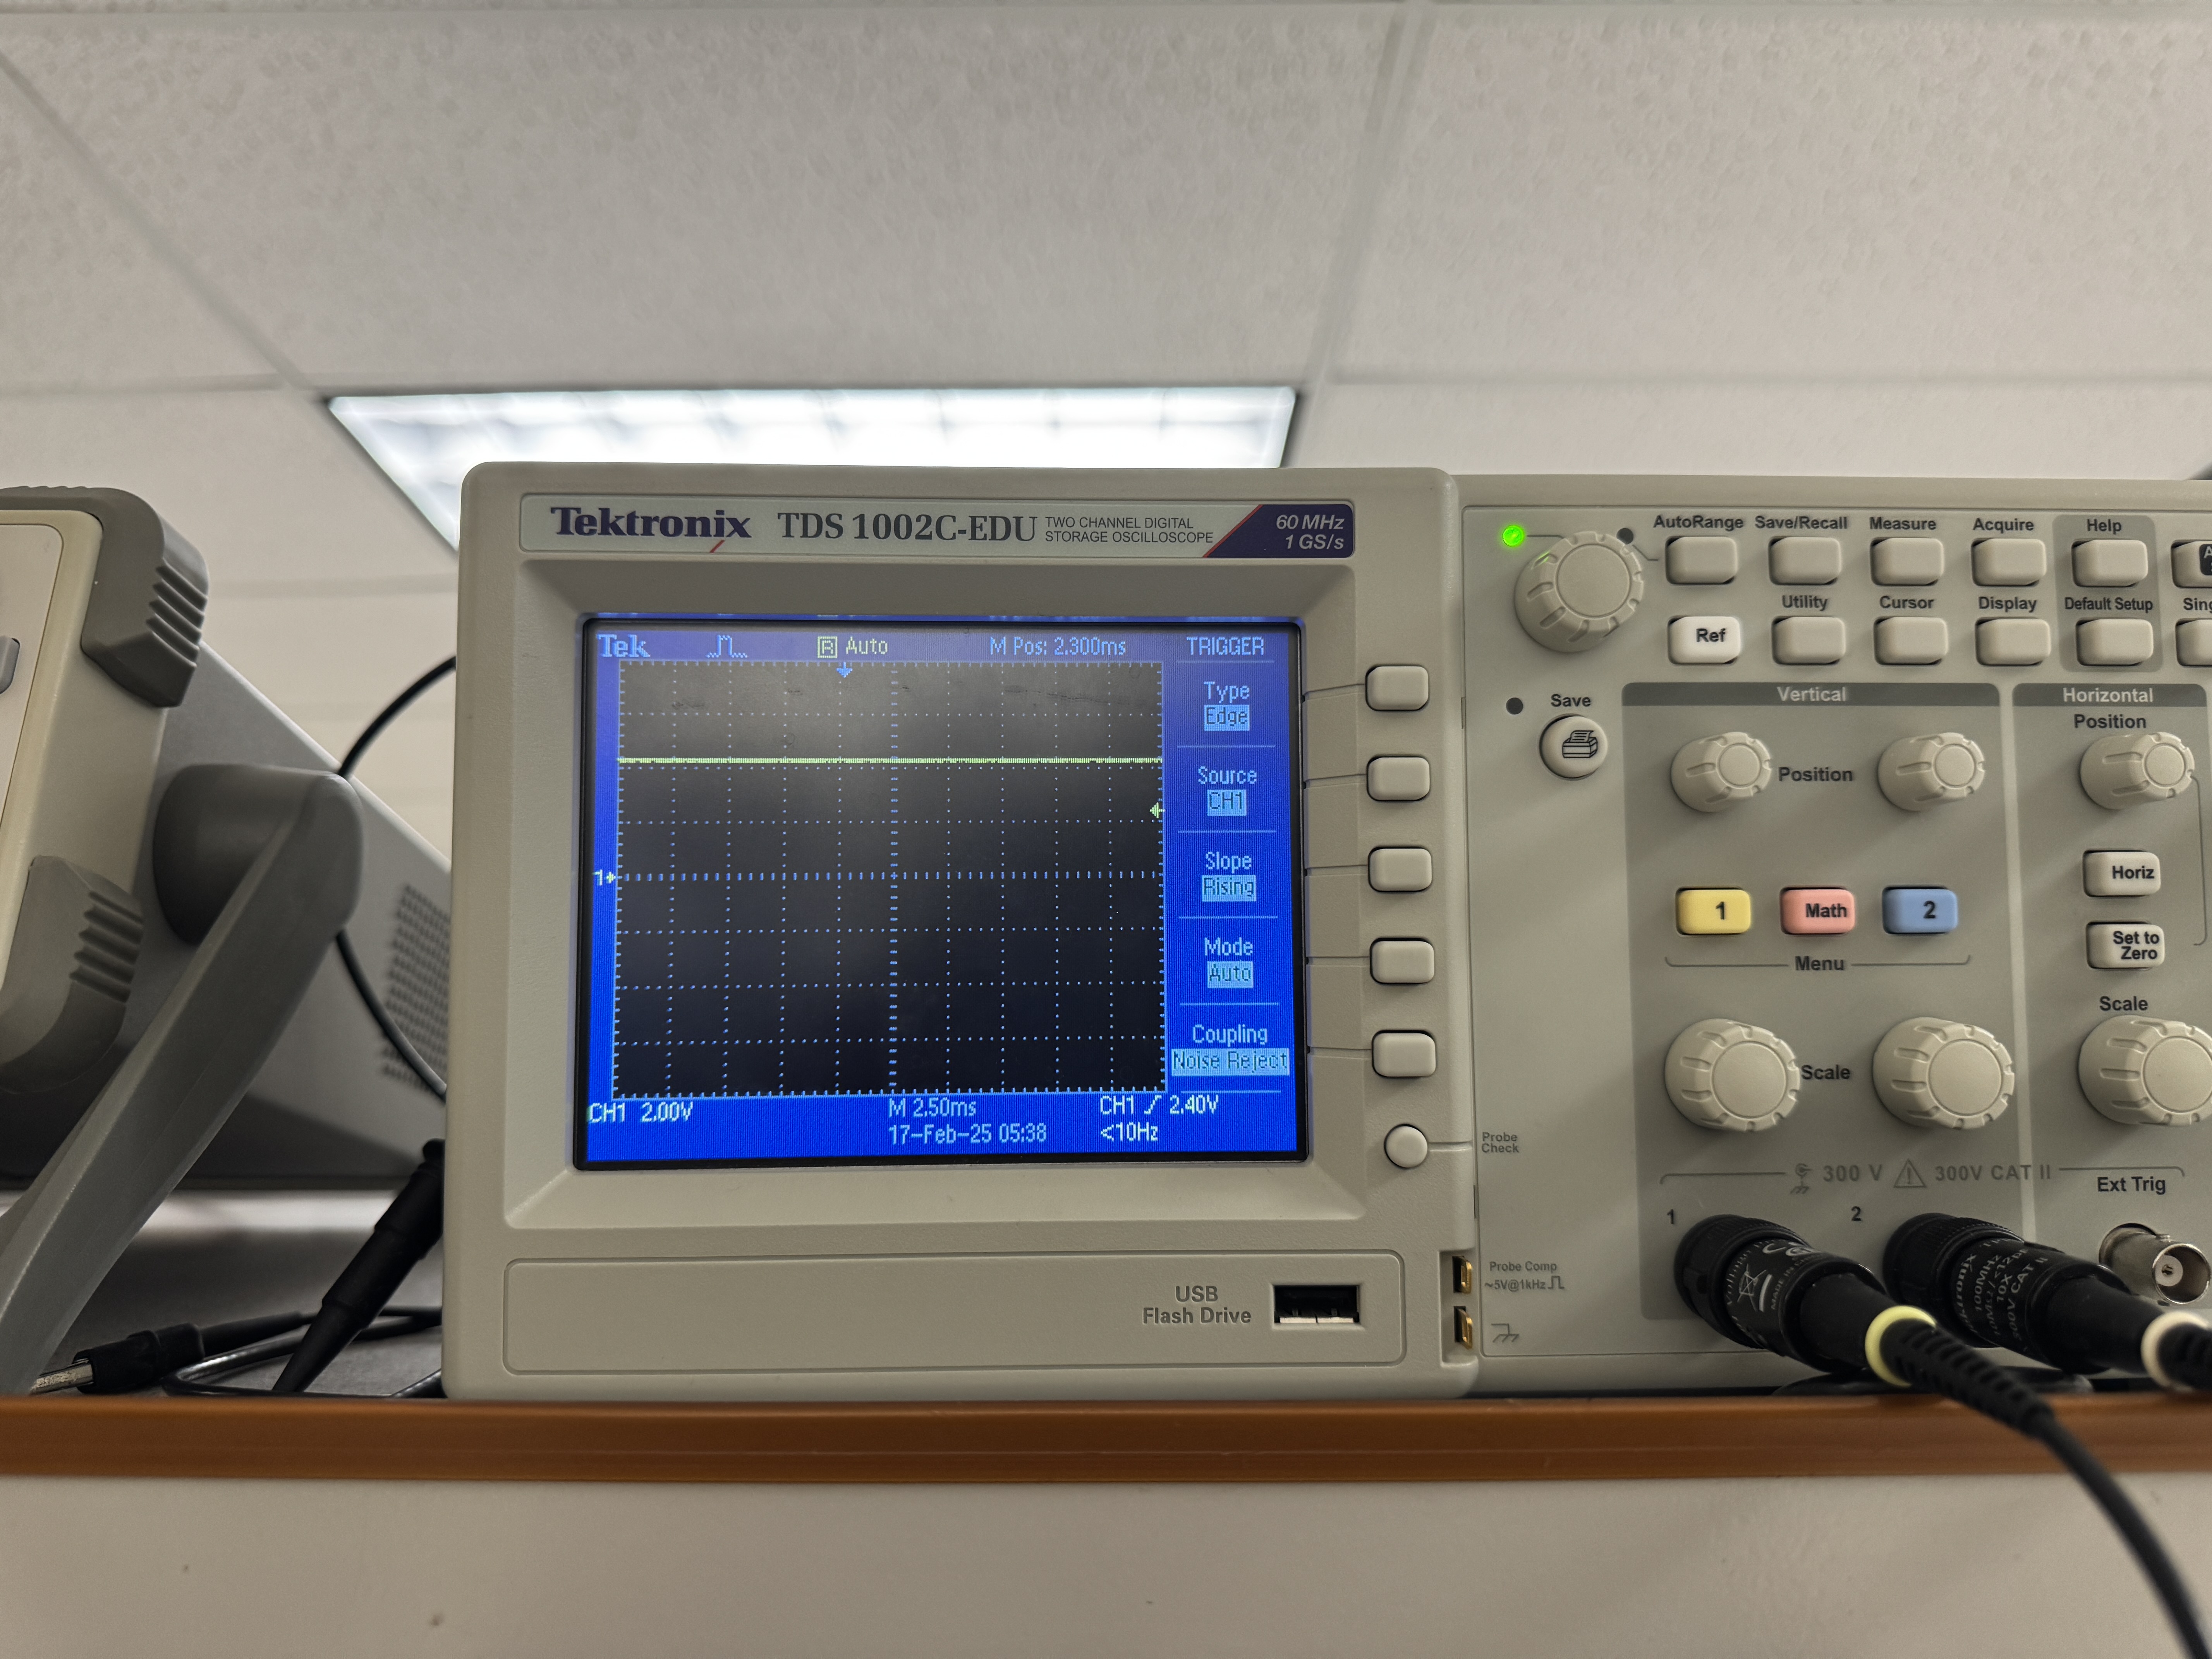 Tektronix TDS 1002C-EDU TWO CHANNEL DIGITAL
STORAGE OSCILLOSCOPE
60 MHz
1 GS/s
Tek
R Auto
M Pos: 2.300ms
TRIGGER
Type
Edge
Source
CH1
Slope
Rising
Mode
Auto
Coupling
Noise Reject
1
CH1 2.00V
M 2.50ms
CH1 2.40V
17-Feb-25 05:38
<10Hz
USB
Flash Drive
AutoRange Save/Recall Measure Acquire Help
Utility Cursor Display Default Setup
Ref
Save
Vertical
Horizontal
Position
Position
1 Math 2
Menu
Horiz
Set to
Zero
Scale
Scale
Probe
Check
300 V 300V CAT II
Ext Trig
1
2
Probe Comp
~5V@1kHz
100MHz
10X